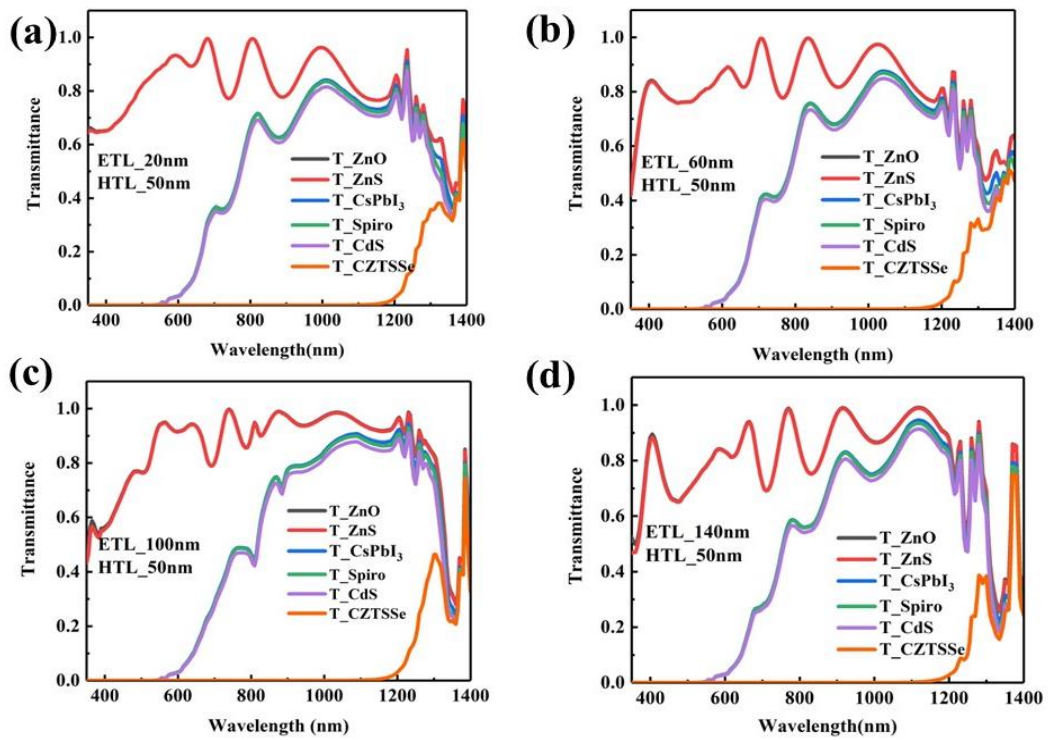 (a)
1.0
0.8
0.6
0.4
0.2
0.0
Transmittance
ETL_20nm
HTL_50nm
T_ZnO
T_ZnS
T_CsPbI₃
T_Spiro
T_CdS
T_CZTSSe
400 600 800 1000 1200 1400
Wavelength(nm)
(b)
1.0
0.8
0.6
0.4
0.2
0.0
Transmittance
ETL_60nm
HTL_50nm
T_ZnO
T_ZnS
T_CsPbI₃
T_Spiro
T_CdS
T_CZTSSe
400 600 800 1000 1200 1400
Wavelength (nm)
(c)
1.0
0.8
0.6
0.4
0.2
0.0
Transmittance
ETL_100nm
HTL_50nm
T_ZnO
T_ZnS
T_CsPbI₃
T_Spiro
T_CdS
T_CZTSSe
400 600 800 1000 1200 1400
Wavelength (nm)
(d)
1.0
0.8
0.6
0.4
0.2
0.0
Transmittance
ETL_140nm
HTL_50nm
T_ZnO
T_ZnS
T_CsPbI₃
T_Spiro
T_CdS
T_CZTSSe
400 600 800 1000 1200 1400
Wavelength (nm)